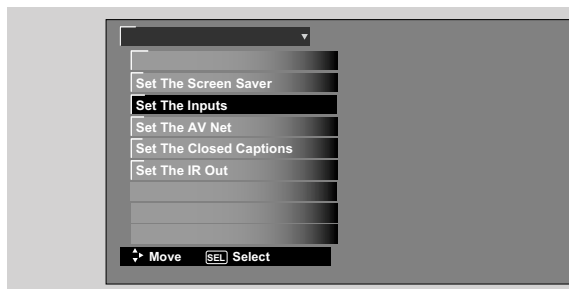 Set The Screen Saver
Set The Inputs
Set The AV Net
Set The Closed Captions
Set The IR Out
Move SEL Select